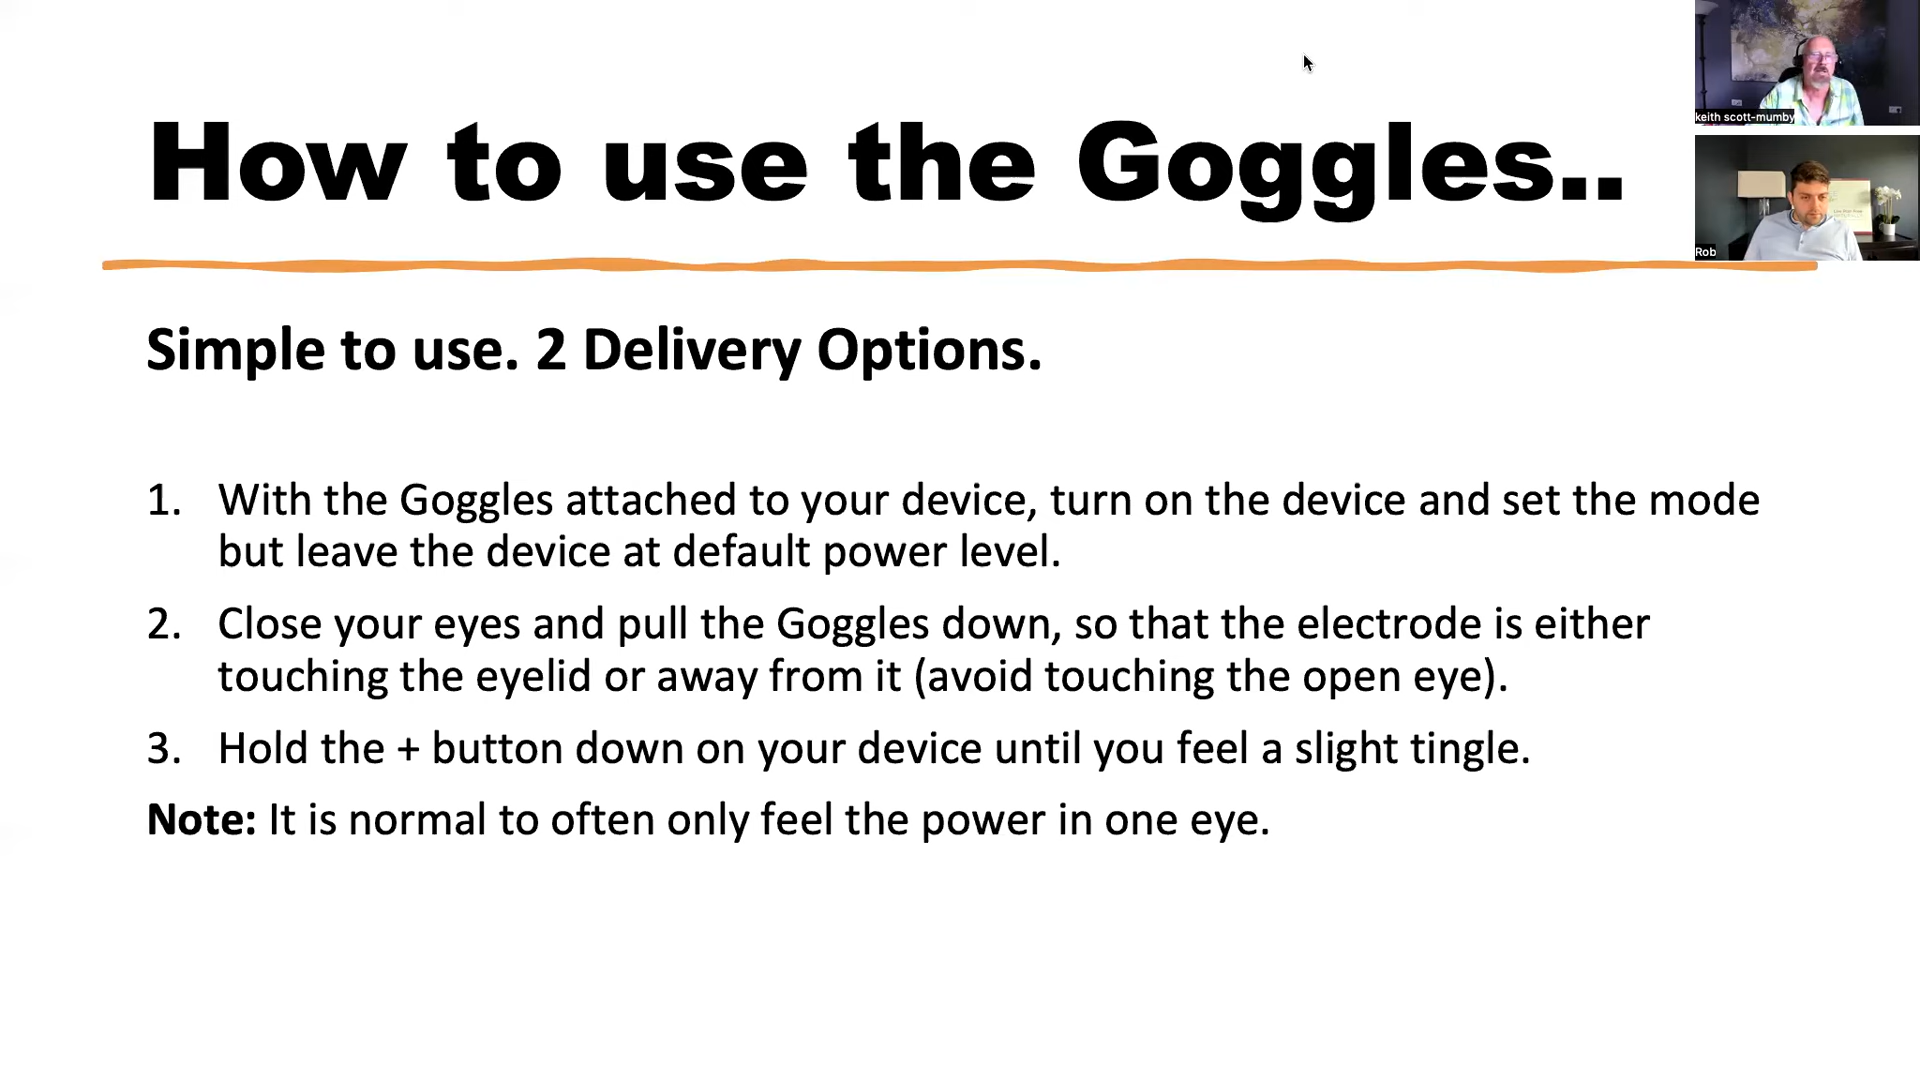 How to use the Goggles..
keith scott-mumby
Rob
Simple to use. 2 Delivery Options.
1. With the Goggles attached to your device, turn on the device and set the mode
but leave the device at default power level.
2. Close your eyes and pull the Goggles down, so that the electrode is either
touching the eyelid or away from it (avoid touching the open eye).
3. Hold the + button down on your device until you feel a slight tingle.
Note: It is normal to often only feel the power in one eye.